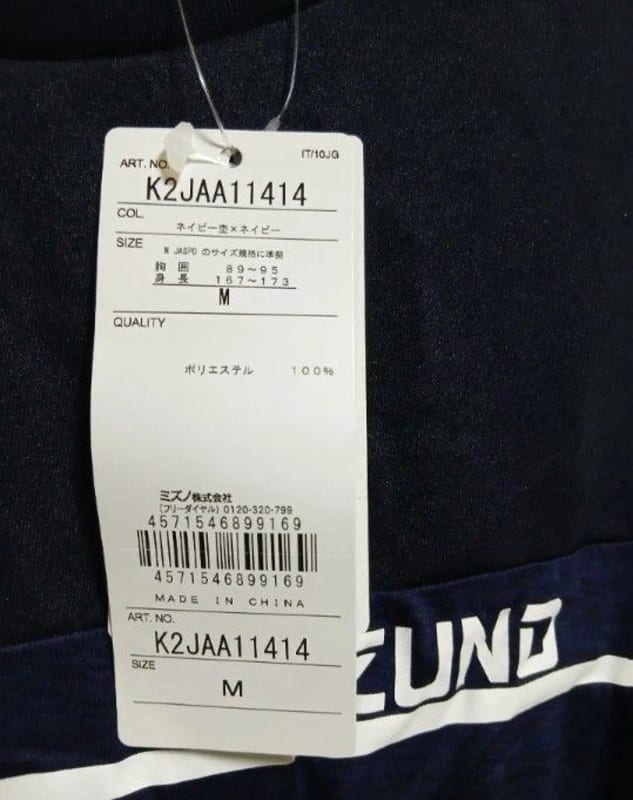 IT/10JG
ART. NO.
K2JAA11414
COL.
ネイビー杢×ネイビー
SIZE
M JASPO のサイズ規格に準拠
胸囲 89~95
身長 167~173
M
QUALITY
ポリエステル 100%
ミズノ株式会社
(フリーダイヤル) 0120-320-799
4571546899169
4571546899169
MADE IN CHINA
ART. NO.
K2JAA11414
SIZE
M
ZUNO